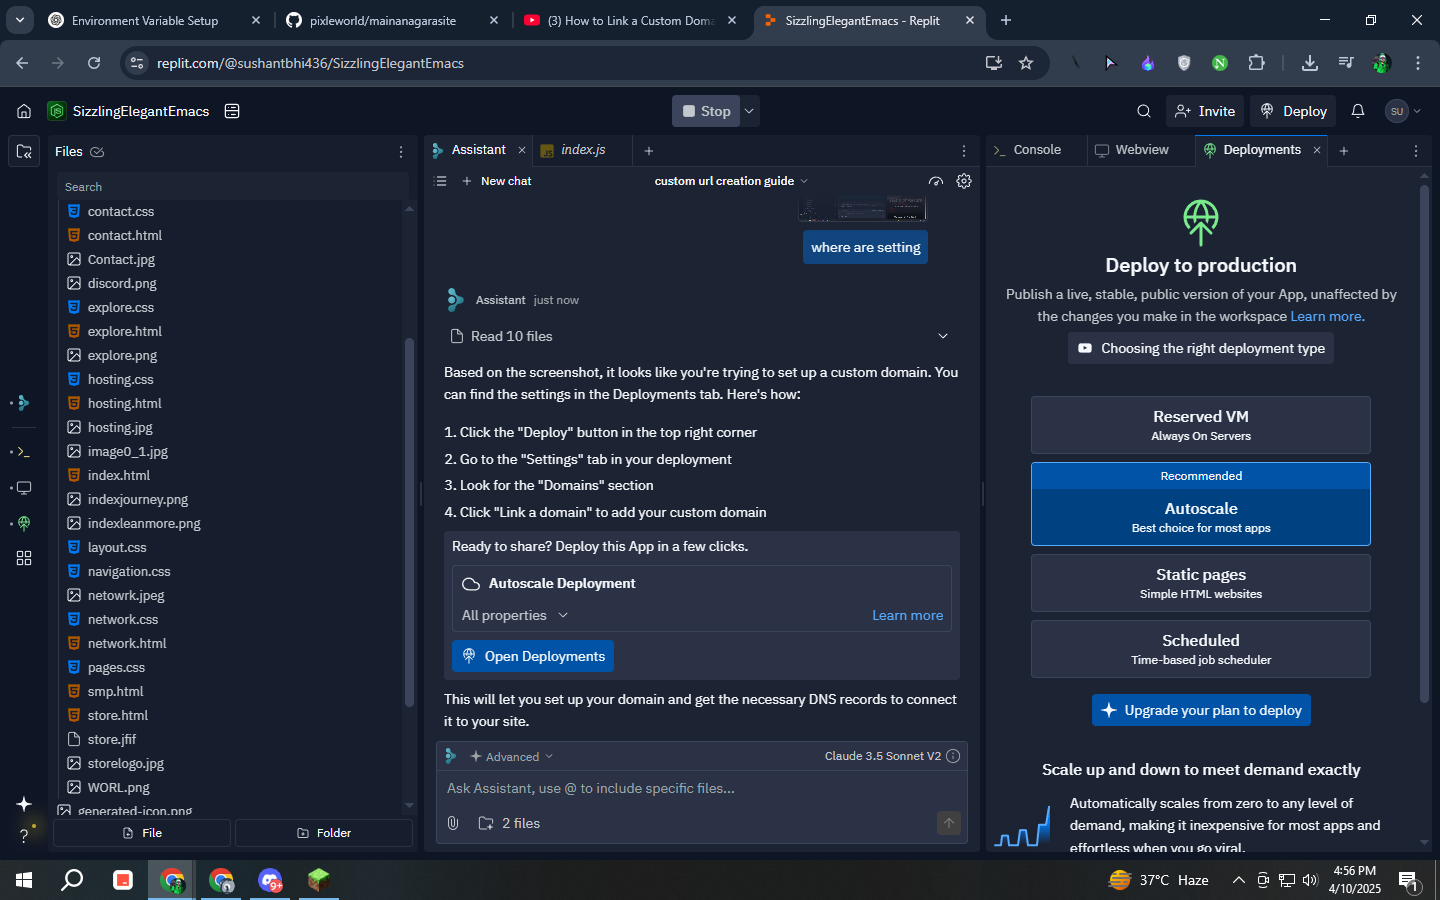 Environment Variable Setup
pixleworld/mainanagarasite
(3) How to Link a Custom Doma
SizzlingElegantEmacs - Replit
replit.com/@sushantbhi436/SizzlingElegantEmacs
SizzlingElegantEmacs
Stop
Invite
Deploy
SU
Files
Search
contact.css
contact.html
Contact.jpg
discord.png
explore.css
explore.html
explore.png
hosting.css
hosting.html
hosting.jpg
image0_1.jpg
index.html
indexjourney.png
indexleanmore.png
layout.css
navigation.css
netowrk.jpeg
network.css
network.html
pages.css
smp.html
store.html
store.jfif
storelogo.jpg
WORL.png
generated-icon.png
File
Folder
Assistant
index.js
New chat
custom url creation guide
where are setting
Assistant just now
Read 10 files
Based on the screenshot, it looks like you're trying to set up a custom domain. You
can find the settings in the Deployments tab. Here's how:
1. Click the "Deploy" button in the top right corner
2. Go to the "Settings" tab in your deployment
3. Look for the "Domains" section
4. Click "Link a domain" to add your custom domain
Ready to share? Deploy this App in a few clicks.
Autoscale Deployment
All properties
Learn more
Open Deployments
This will let you set up your domain and get the necessary DNS records to connect
it to your site.
Advanced
Claude 3.5 Sonnet V2
Ask Assistant, use @ to include specific files...
2 files
Console
Webview
Deployments
Deploy to production
Publish a live, stable, public version of your App, unaffected by
the changes you make in the workspace Learn more.
Choosing the right deployment type
Reserved VM
Always On Servers
Recommended
Autoscale
Best choice for most apps
Static pages
Simple HTML websites
Scheduled
Time-based job scheduler
Upgrade your plan to deploy
Scale up and down to meet demand exactly
Automatically scales from zero to any level of
demand, making it inexpensive for most apps and
effortless when you go viral.
9+
37°C Haze
4:56 PM
4/10/2025
1